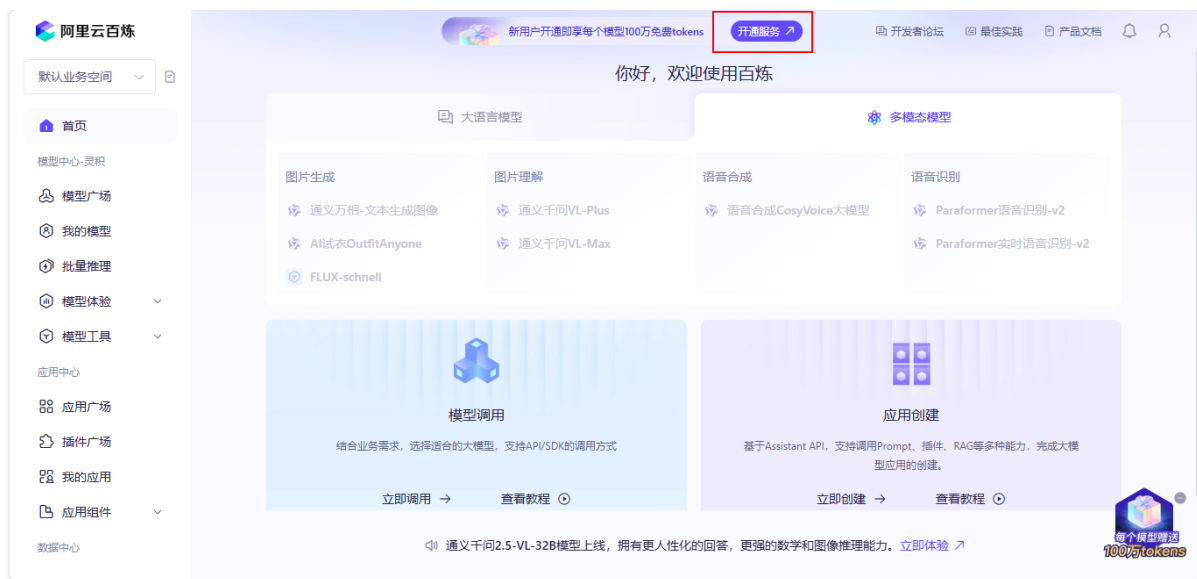 阿里云百炼
新用户开通即享每个模型100万免费tokens
开通服务
开发者论坛
最佳实践
产品文档
默认业务空间
你好，欢迎使用百炼
首页
模型中心-灵积
模型广场
我的模型
批量推理
模型体验
模型工具
应用中心
应用广场
插件广场
我的应用
应用组件
数据中心
大语言模型
多模态模型
图片生成
通义万相-文本生成图像
AI试衣OutfitAnyone
FLUX-schnell
图片理解
通义千问VL-Plus
通义千问VL-Max
语音合成
语音合成CosyVoice大模型
语音识别
Paraformer语音识别-v2
Paraformer实时语音识别-v2
模型调用
结合业务需求，选择适合的大模型，支持API/SDK的调用方式
立即调用 →
查看教程
应用创建
基于Assistant API，支持调用Prompt、插件、RAG等多种能力，完成大模
型应用的创建。
立即创建 →
查看教程
通义千问2.5-VL-32B模型上线，拥有更人性化的回答，更强的数学和图像推理能力。 立即体验
每个模型赠送
100万tokens